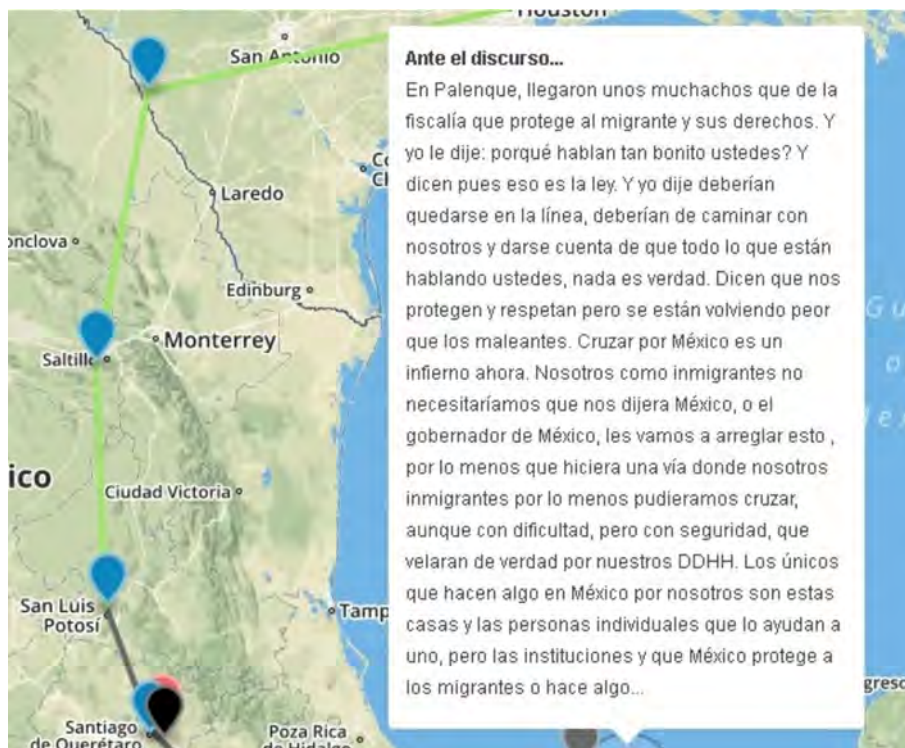 Houston
San Antonio
Laredo
Edinburg
Monterrey
Saltillo
ico
Ciudad Victoria
San Luis
Potosí
Tamp
Santiago
de Querétaro
Poza Rica
de Hidalgo
Ante el discurso...
En Palenque, llegaron unos muchachos que de la
fiscalía que protege al migrante y sus derechos. Y
yo le dije: porqué hablan tan bonito ustedes? Y
dicen pues eso es la ley. Y yo dije deberían
quedarse en la línea, deberían de caminar con
nosotros y darse cuenta de que todo lo que están
hablando ustedes, nada es verdad. Dicen que nos
protegen y respetan pero se están volviendo peor
que los maleantes. Cruzar por México es un
infierno ahora. Nosotros como inmigrantes no
necesitaríamos que nos dijera México, o el
gobernador de México, les vamos a arreglar esto ,
por lo menos que hiciera una vía donde nosotros
inmigrantes por lo menos pudieramos cruzar,
aunque con dificultad, pero con seguridad, que
velaran de verdad por nuestros DDHH. Los únicos
que hacen algo en México por nosotros son estas
casas y las personas individuales que lo ayudan a
uno, pero las instituciones y que México protege a
los migrantes o hace algo...